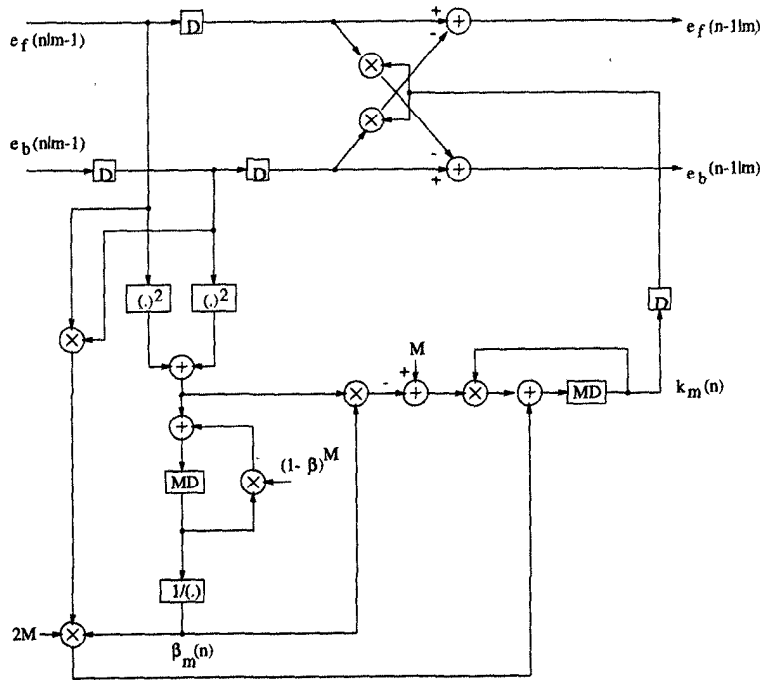 e_f(n|m-1)
D
+
-
+
e_f(n-1|m)
×
×
e_b(n|m-1)
D
D
-
+
+
e_b(n-1|m)
(.)²
(.)²
D
×
M
+
+
-
×
+
×
+
MD
k_m(n)
+
MD
×
(1- β)^M
1/(.)
2M
×
β_m(n)